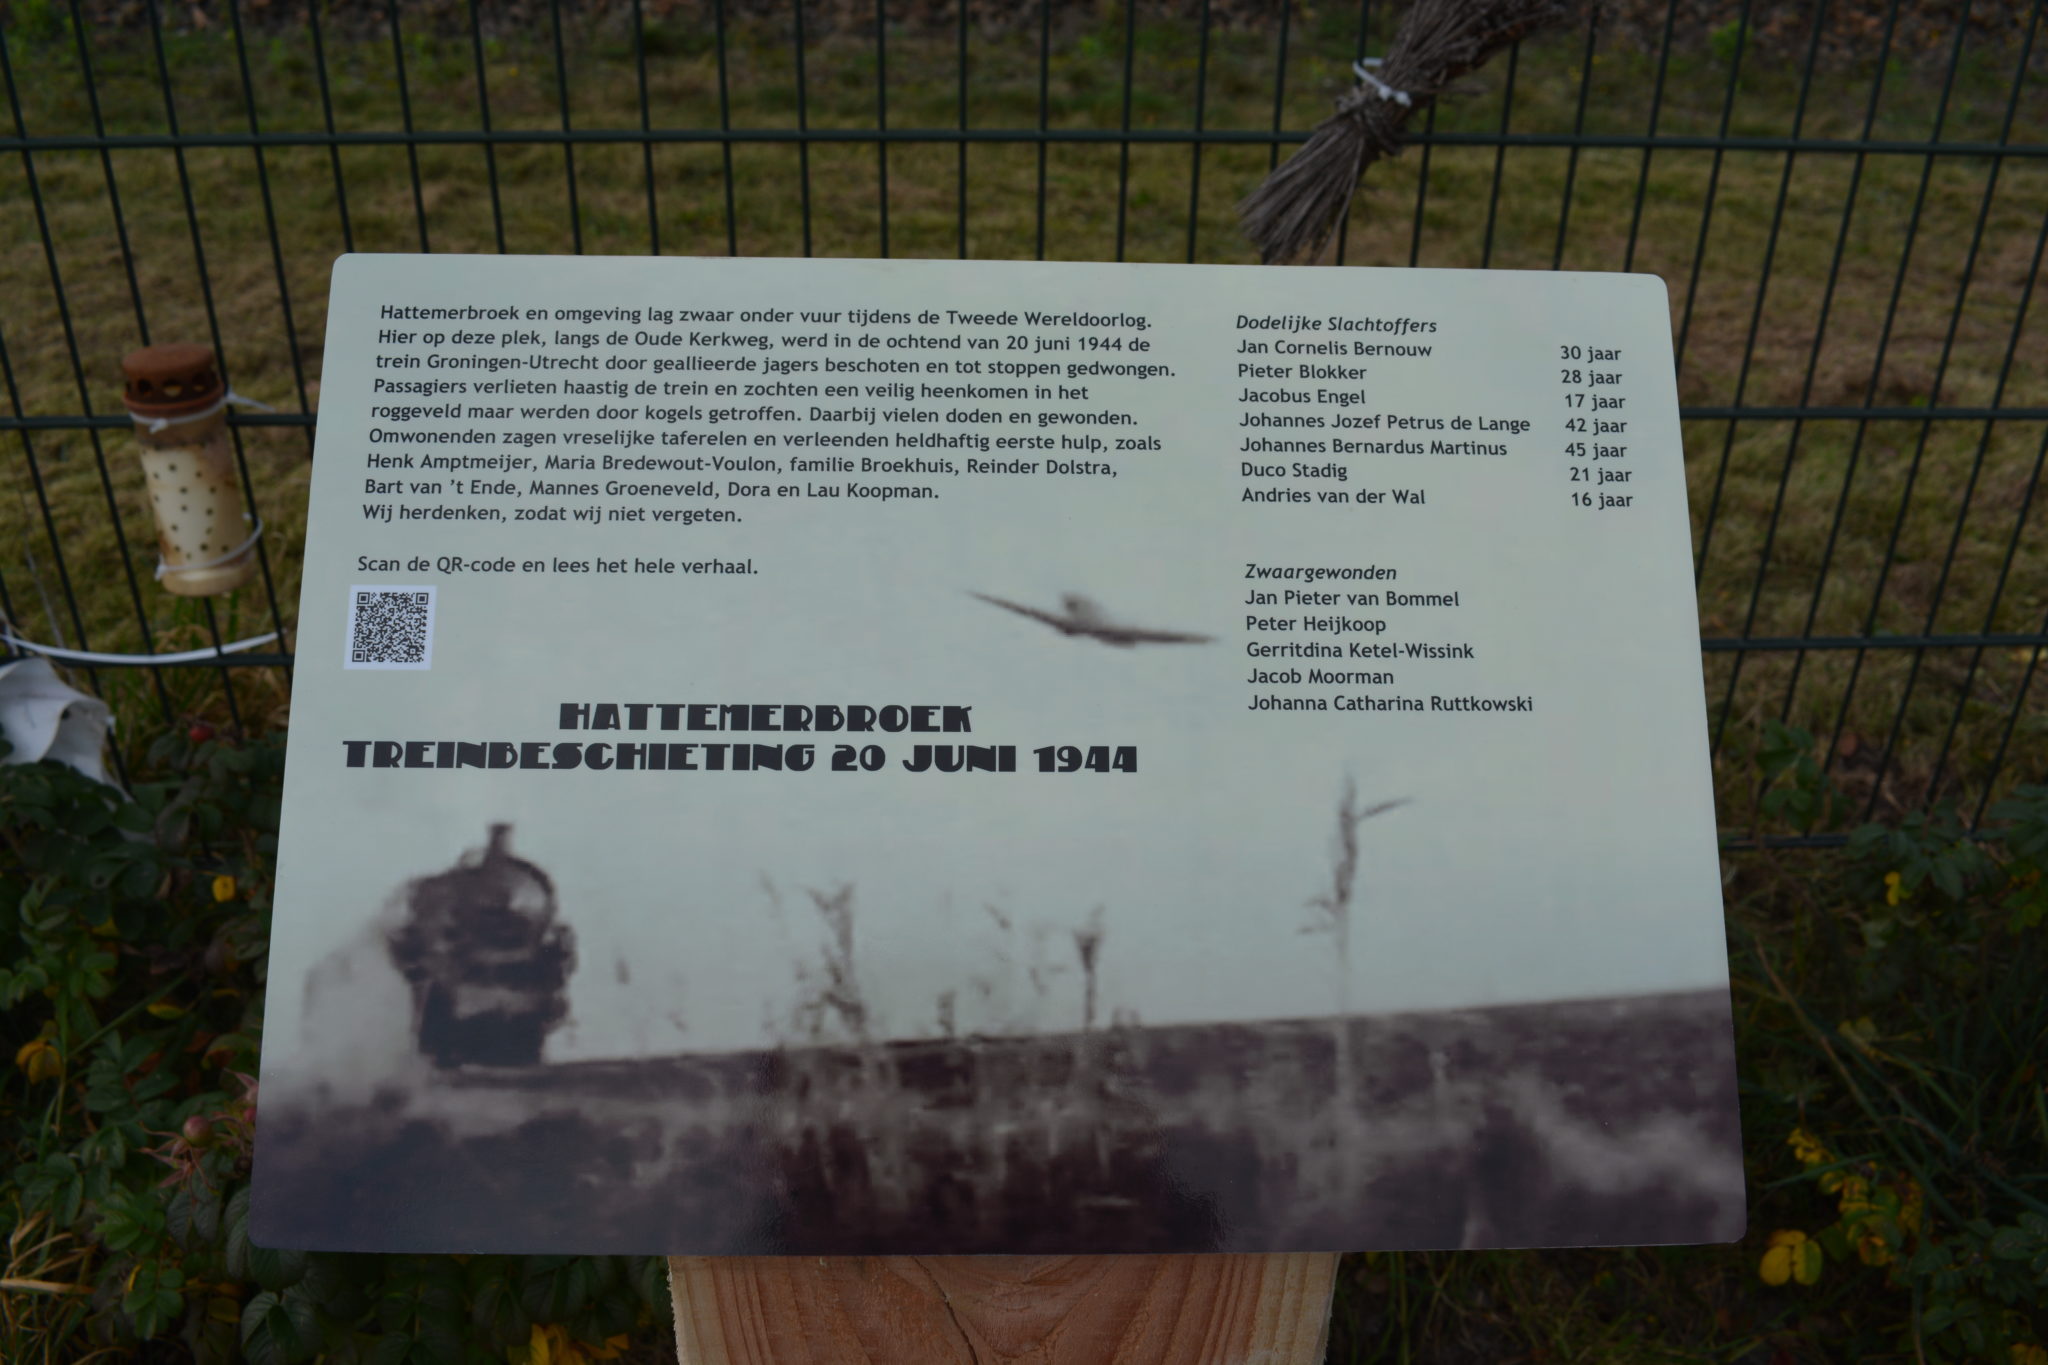 Hattemerbroek en omgeving lag zwaar onder vuur tijdens de Tweede Wereldoorlog.
Hier op deze plek, langs de Oude Kerkweg, werd in de ochtend van 20 juni 1944 de
trein Groningen-Utrecht door geallieerde jagers beschoten en tot stoppen gedwongen.
Passagiers verlieten haastig de trein en zochten een veilig heenkomen in het
roggeveld maar werden door kogels getroffen. Daarbij vielen doden en gewonden.
Omwonenden zagen vreselijke taferelen en verleenden heldhaftig eerste hulp, zoals
Henk Amptmeijer, Maria Bredewout-Voulon, familie Broekhuis, Reinder Dolstra,
Bart van ’t Ende, Mannes Groeneveld, Dora en Lau Koopman.
Wij herdenken, zodat wij niet vergeten.
Scan de QR-code en lees het hele verhaal.
HATTEMERBROEK
TREINBESCHIETING 20 JUNI 1944
Dodelijke Slachtoffers
Jan Cornelis Bernouw 30 jaar
Pieter Blokker 28 jaar
Jacobus Engel 17 jaar
Johannes Jozef Petrus de Lange 42 jaar
Johannes Bernardus Martinus 45 jaar
Duco Stadig 21 jaar
Andries van der Wal 16 jaar
Zwaargewonden
Jan Pieter van Bommel
Peter Heijkoop
Gerritdina Ketel-Wissink
Jacob Moorman
Johanna Catharina Ruttkowski